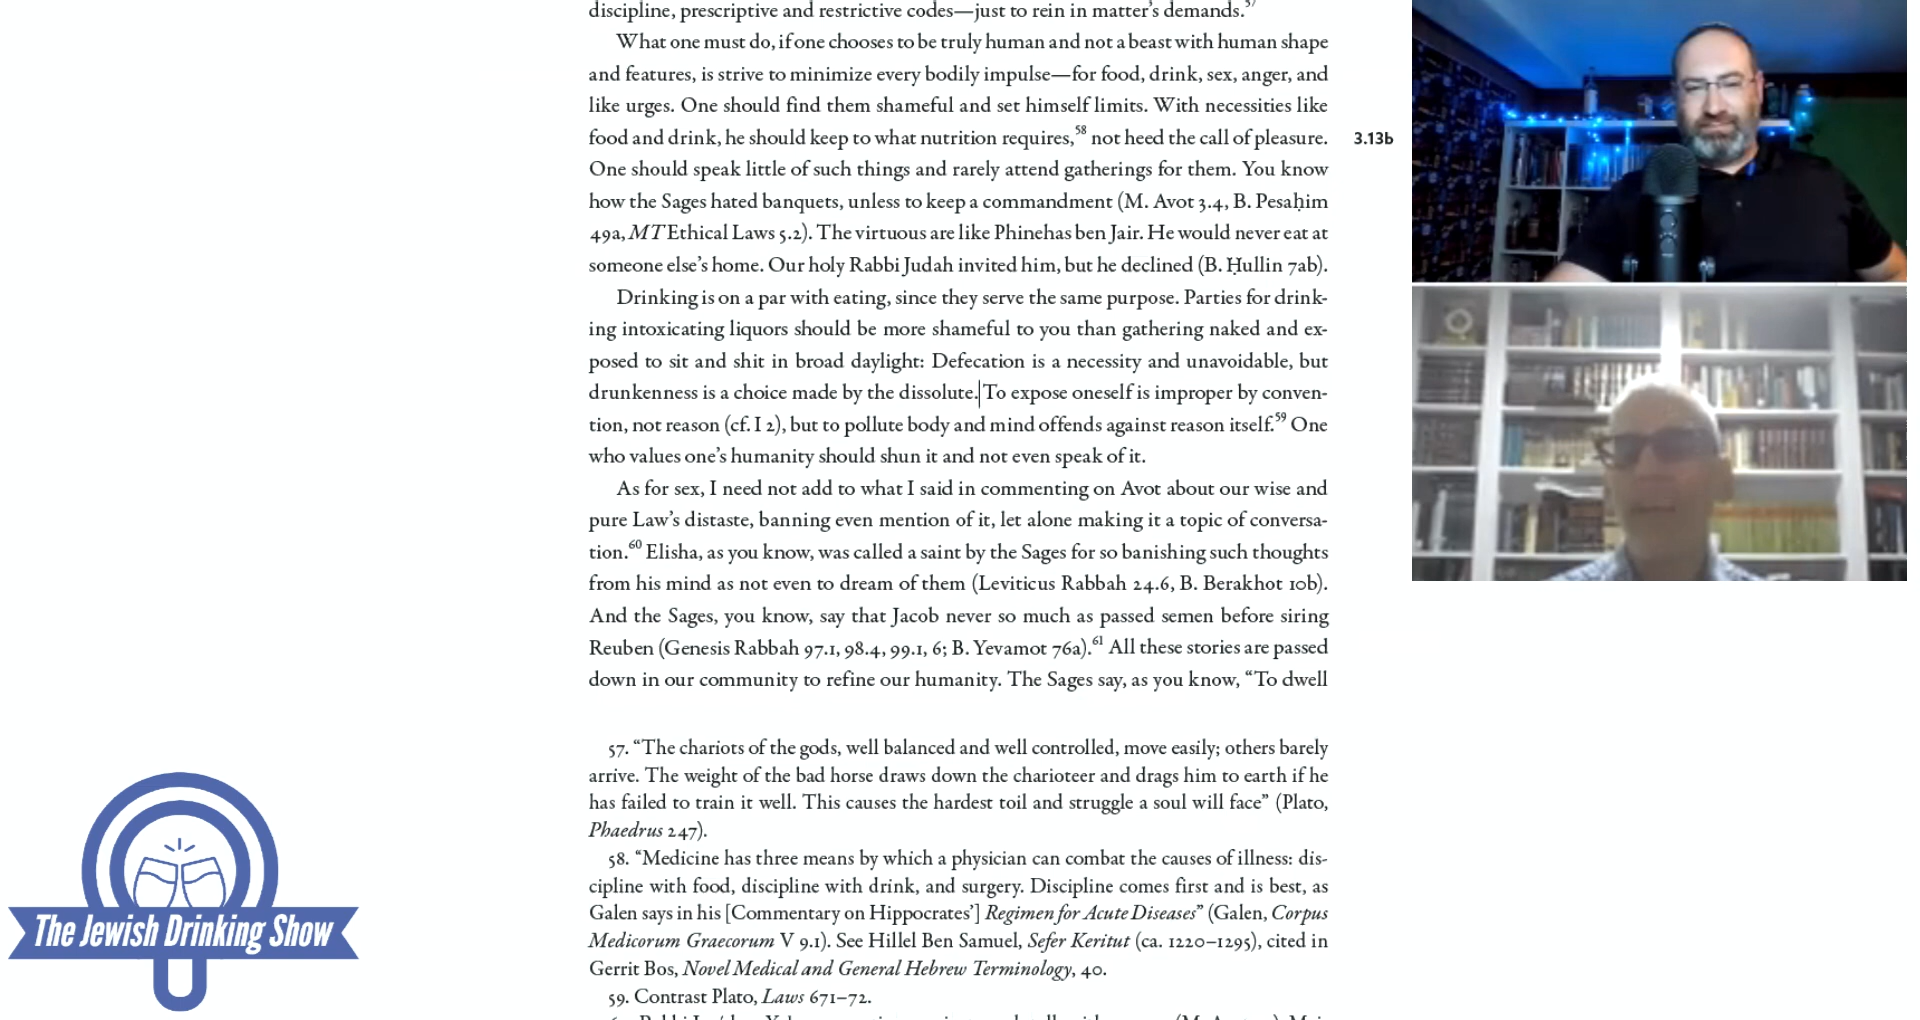 discipline, prescriptive and restrictive codes—just to rein in matter's demands.57
What one must do, if one chooses to be truly human and not a beast with human shape
and features, is strive to minimize every bodily impulse—for food, drink, sex, anger, and
like urges. One should find them shameful and set himself limits. With necessities like
food and drink, he should keep to what nutrition requires,58 not heed the call of pleasure.
3.13b
One should speak little of such things and rarely attend gatherings for them. You know
how the Sages hated banquets, unless to keep a commandment (M. Avot 3.4, B. Pesaḥim
49a, MT Ethical Laws 5.2). The virtuous are like Phinehas ben Jair. He would never eat at
someone else's home. Our holy Rabbi Judah invited him, but he declined (B. Ḥullin 7ab).
Drinking is on a par with eating, since they serve the same purpose. Parties for drink-
ing intoxicating liquors should be more shameful to you than gathering naked and ex-
posed to sit and shit in broad daylight: Defecation is a necessity and unavoidable, but
drunkenness is a choice made by the dissolute. To expose oneself is improper by conven-
tion, not reason (cf. I 2), but to pollute body and mind offends against reason itself.59 One
who values one's humanity should shun it and not even speak of it.
As for sex, I need not add to what I said in commenting on Avot about our wise and
pure Law's distaste, banning even mention of it, let alone making it a topic of conversa-
tion.60 Elisha, as you know, was called a saint by the Sages for so banishing such thoughts
from his mind as not even to dream of them (Leviticus Rabbah 24.6, B. Berakhot 10b).
And the Sages, you know, say that Jacob never so much as passed semen before siring
Reuben (Genesis Rabbah 97.1, 98.4, 99.1, 6; B. Yevamot 76a).61 All these stories are passed
down in our community to refine our humanity. The Sages say, as you know, “To dwell
57. “The chariots of the gods, well balanced and well controlled, move easily; others barely
arrive. The weight of the bad horse draws down the charioteer and drags him to earth if he
has failed to train it well. This causes the hardest toil and struggle a soul will face” (Plato,
Phaedrus 247).
58. “Medicine has three means by which a physician can combat the causes of illness: dis-
cipline with food, discipline with drink, and surgery. Discipline comes first and is best, as
Galen says in his [Commentary on Hippocrates'] Regimen for Acute Diseases” (Galen, Corpus
Medicorum Graecorum V 9.1). See Hillel Ben Samuel, Sefer Keritut (ca. 1220–1295), cited in
Gerrit Bos, Novel Medical and General Hebrew Terminology, 40.
59. Contrast Plato, Laws 671–72.
The Jewish Drinking Show